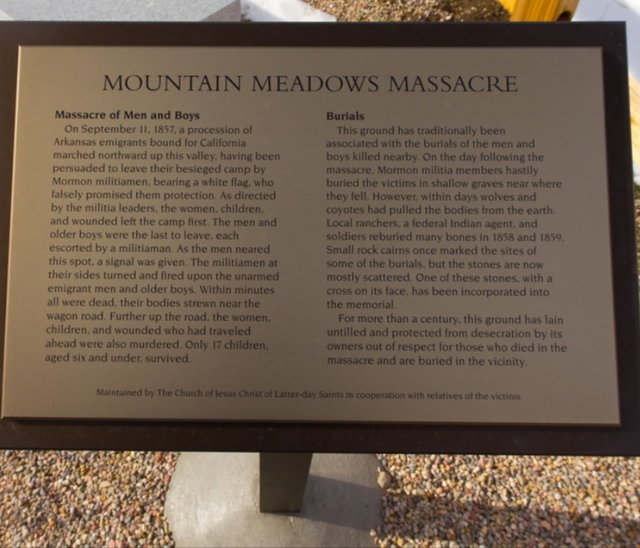 MOUNTAIN MEADOWS MASSACRE
Massacre of Men and Boys
On September 11, 1857, a procession of
Arkansas emigrants bound for California
marched northward up this valley, having been
persuaded to leave their besieged camp by
Mormon militiamen, bearing a white flag, who
falsely promised them protection. As directed
by the militia leaders, the women, children,
and wounded left the camp first. The men and
older boys were the last to leave, each
escorted by a militiaman. As the men neared
this spot, a signal was given. The militiamen at
their sides turned and fired upon the unarmed
emigrant men and older boys. Within minutes
all were dead, their bodies strewn near the
wagon road. Further up the road, the women,
children, and wounded who had traveled
ahead were also murdered. Only 17 children,
aged six and under, survived.
Burials
This ground has traditionally been
associated with the burials of the men and
boys killed nearby. On the day following the
massacre, Mormon militia members hastily
buried the victims in shallow graves near where
they fell. However, within days wolves and
coyotes had pulled the bodies from the earth.
Local ranchers, a federal Indian agent, and
soldiers reburied many bones in 1858 and 1859.
Small rock cairns once marked the sites of
some of the burials, but the stones are now
mostly scattered. One of these stones, with a
cross on its face, has been incorporated into
the memorial.
For more than a century, this ground has lain
untilled and protected from desecration by its
owners out of respect for those who died in the
massacre and are buried in the vicinity.
Maintained by The Church of Jesus Christ of Latter-day Saints in cooperation with relatives of the victims.